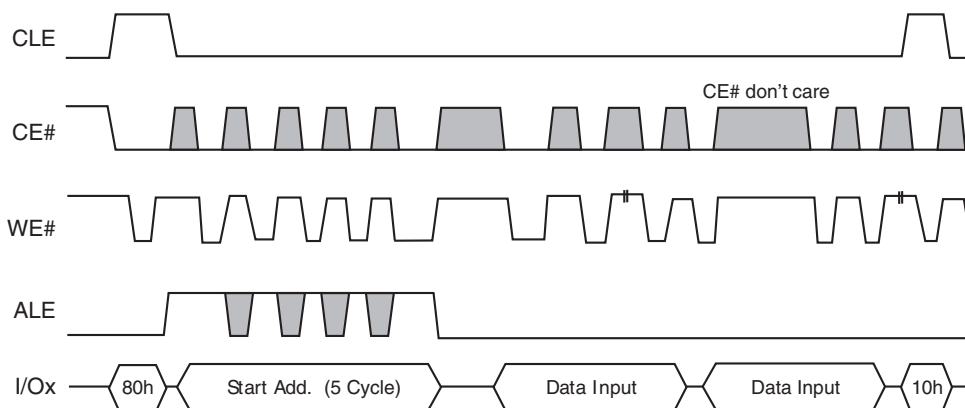 CLE
CE# don't care
CE#
WE#
ALE
I/Ox 80h Start Add. (5 Cycle) Data Input Data Input 10h